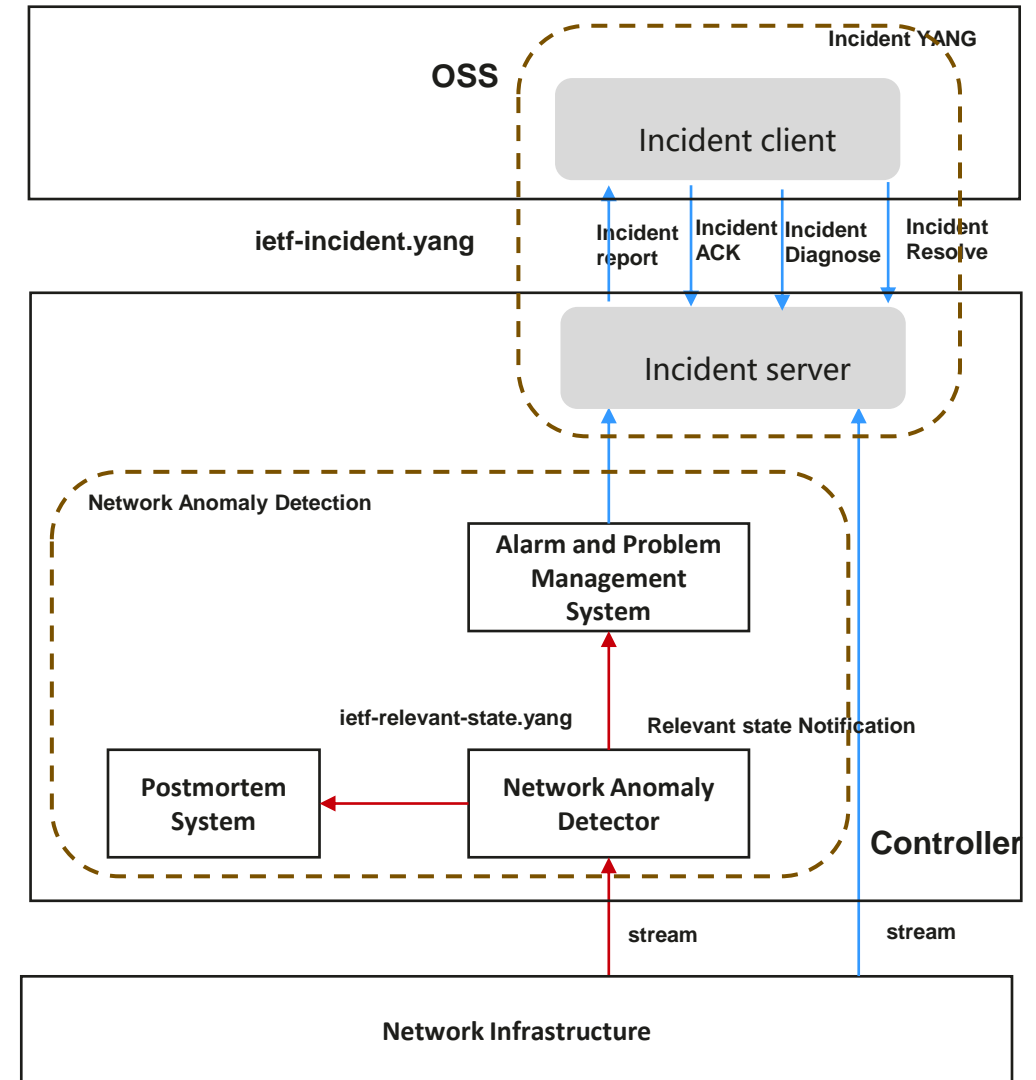 Incident YANG
OSS
Incident client
ietf-incident.yang
Incident
report
Incident
ACK
Incident
Diagnose
Incident
Resolve
Incident server
Network Anomaly Detection
Alarm and Problem
Management
System
ietf-relevant-state.yang
Relevant state Notification
Postmortem
System
Network Anomaly
Detector
Controller
stream
stream
Network Infrastructure